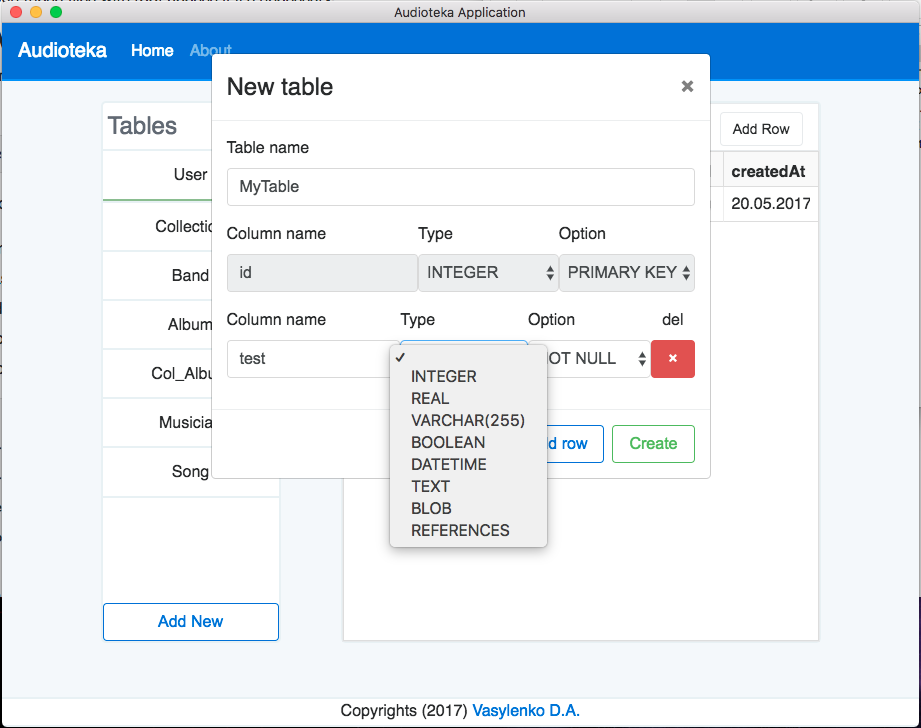 Audioteka Application
Audioteka Home About
New table ×
Table name
MyTable
Column name Type Option
id INTEGER PRIMARY KEY
Column name Type Option del
test OT NULL ×
✓
INTEGER
REAL
VARCHAR(255)
BOOLEAN
DATETIME
TEXT
BLOB
REFERENCES
d row Create
Tables
User
Collectio
Band
Album
Col_Albu
Musicia
Song
Add New
Add Row
createdAt
20.05.2017
Copyrights (2017) Vasylenko D.A.